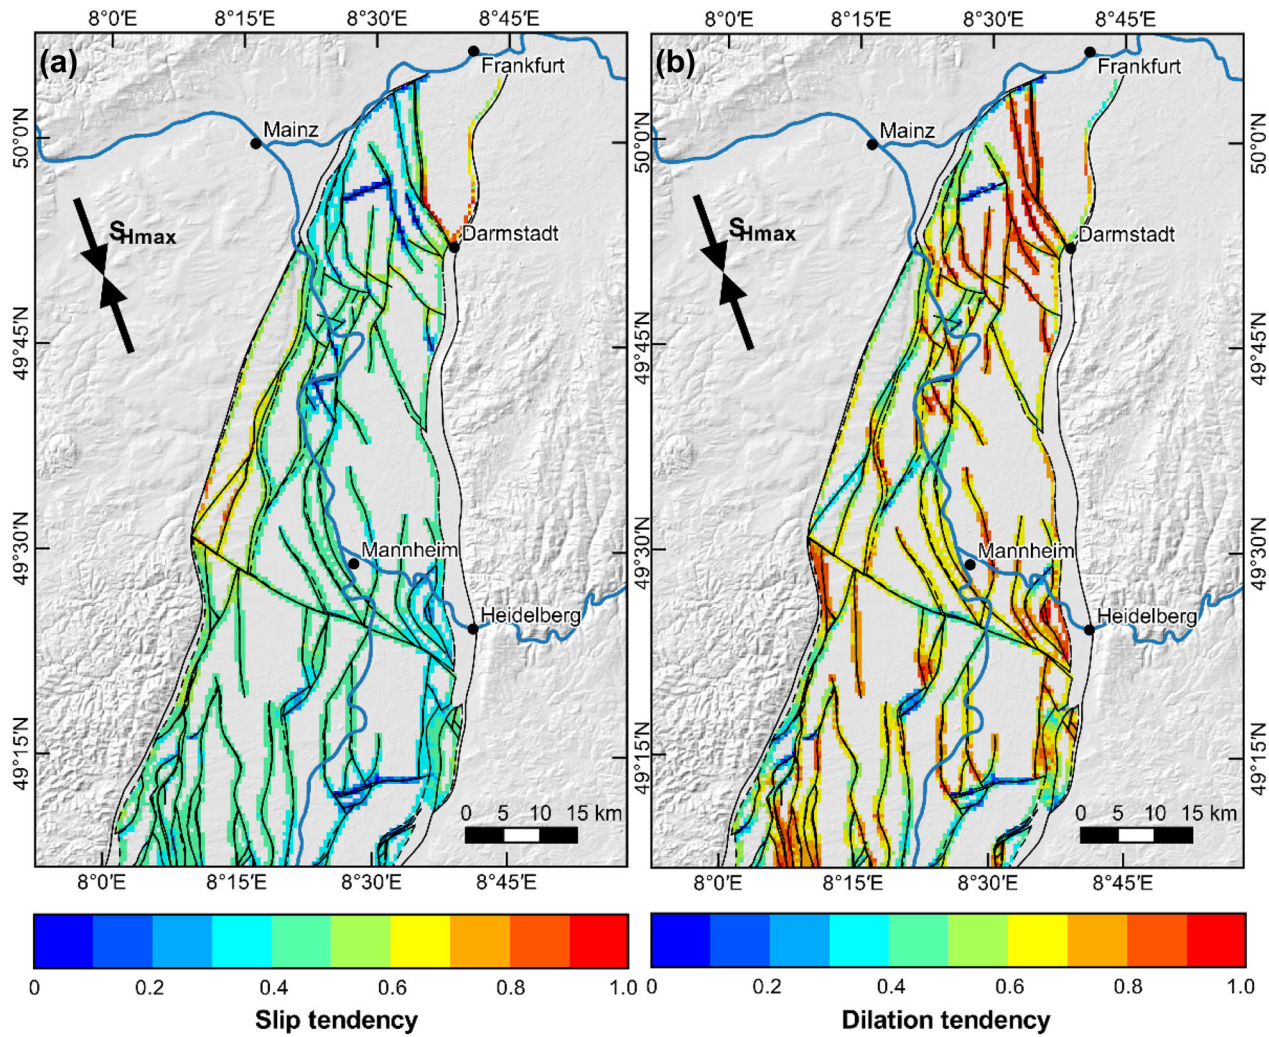 8°0'E 8°15'E 8°30'E 8°45'E 8°0'E 8°15'E 8°30'E 8°45'E
(a)
Frankfurt
Mainz
50°0'N
SHmax
Darmstadt
49°45'N
49°30'N
Mannheim
Heidelberg
49°15'N
0 5 10 15 km
8°0'E 8°15'E 8°30'E 8°45'E
0 0.2 0.4 0.6 0.8 1.0
Slip tendency
(b)
Frankfurt
Mainz
50°0'N
SHmax
Darmstadt
49°45'N
49°30'N
Mannheim
Heidelberg
49°15'N
0 5 10 15 km
8°0'E 8°15'E 8°30'E 8°45'E
0 0.2 0.4 0.6 0.8 1.0
Dilation tendency